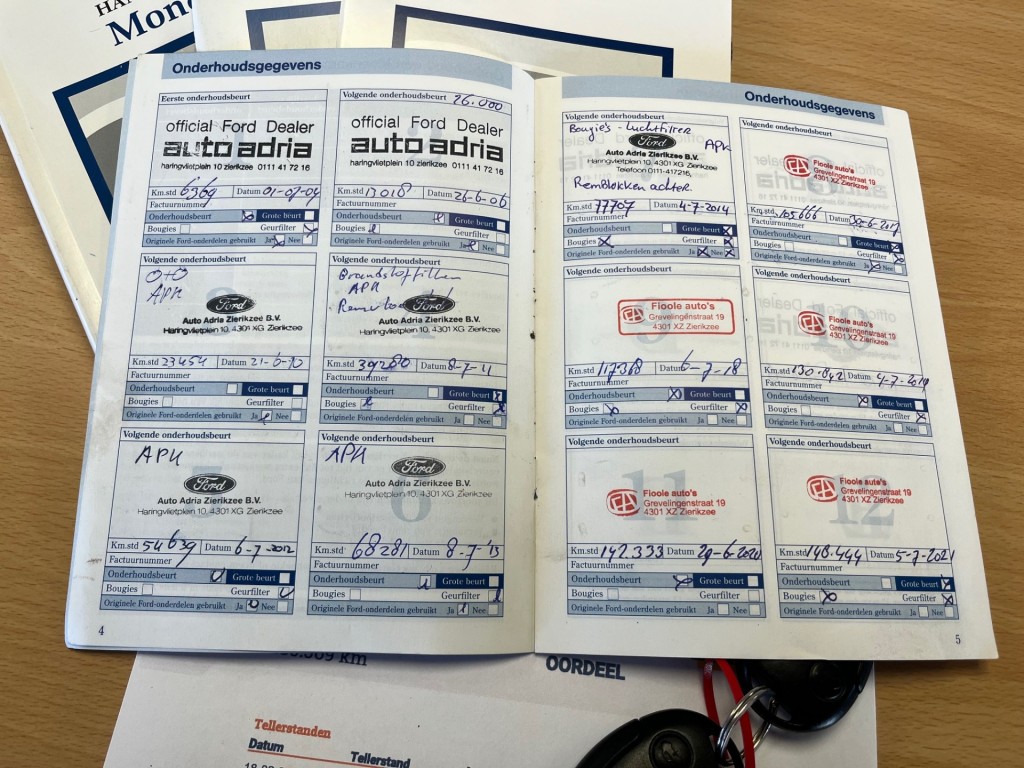 HAN
Mond
Onderhoudsgegevens
Eerste onderhoudsbeurt
official Ford Dealer
auto adria
haringvlietplein 10 zierikzee 0111 41 72 16
Km.std 6369 Datum 01-07-04
Factuurnummer
Onderhoudsbeurt Grote beurt
Bougies Geurfilter
Originele Ford-onderdelen gebruikt Ja Nee
Volgende onderhoudsbeurt 26.000
official Ford Dealer
auto adria
haringvlietplein 10 zierikzee 0111 41 72 16
Km.std 13018 Datum 26-6-06
Factuurnummer
Onderhoudsbeurt Grote beurt
Bougies Geurfilter
Originele Ford-onderdelen gebruikt Ja Nee
Volgende onderhoudsbeurt
APK
Ford
Auto Adria Zierikzee B.V.
Haringvlietplein 10, 4301 XG Zierikzee
Km.std 23454 Datum 21-6-10
Factuurnummer
Onderhoudsbeurt Grote beurt
Bougies Geurfilter
Originele Ford-onderdelen gebruikt Ja Nee
Volgende onderhoudsbeurt
Brandstoffilter
APK
Ford
Auto Adria Zierikzee B.V.
Haringvlietplein 10, 4301 XG Zierikzee
Km.std 39280 Datum 8-7-11
Factuurnummer
Onderhoudsbeurt Grote beurt
Bougies Geurfilter
Originele Ford-onderdelen gebruikt Ja Nee
Volgende onderhoudsbeurt
APK
Ford
Auto Adria Zierikzee B.V.
Haringvlietplein 10, 4301 XG Zierikzee
Km.std 54639 Datum 6-7-2012
Factuurnummer
Onderhoudsbeurt Grote beurt
Bougies Geurfilter
Originele Ford-onderdelen gebruikt Ja Nee
Volgende onderhoudsbeurt
APK
Ford
Auto Adria Zierikzee B.V.
Haringvlietplein 10, 4301 XG Zierikzee
6
Km.std 68281 Datum 8-7-'13
Factuurnummer
Onderhoudsbeurt Grote beurt
Bougies Geurfilter
Originele Ford-onderdelen gebruikt Ja Nee
4
Onderhoudsgegevens
Volgende onderhoudsbeurt
Bougie's - Luchtfilter
Ford APK
Auto Adria Zierikzee B.V.
Haringvlietplein 10, 4301 XG Zierikzee
Telefoon 0111-417216,
Remblokken achter
Km.std 77707 Datum 4-7-2014
Factuurnummer
Onderhoudsbeurt Grote beurt
Bougies Geurfilter
Originele Ford-onderdelen gebruikt Ja Nee
Volgende onderhoudsbeurt
Fioole auto's
Grevelingenstraat 19
4301 XZ Zierikzee
Km.std 105666 Datum
Factuurnummer
Onderhoudsbeurt Grote beurt
Bougies Geurfilter
Originele Ford-onderdelen gebruikt Ja Nee
Volgende onderhoudsbeurt
Fioole auto's
Grevelingenstraat 19
4301 XZ Zierikzee
9
Km.std 117368 Datum 6-7-18
Factuurnummer
Onderhoudsbeurt Grote beurt
Bougies Geurfilter
Originele Ford-onderdelen gebruikt Ja Nee
Volgende onderhoudsbeurt
Fioole auto's
Grevelingenstraat 19
4301 XZ Zierikzee
10
Km.std 130.842 Datum 4-7-2019
Factuurnummer
Onderhoudsbeurt Grote beurt
Bougies Geurfilter
Originele Ford-onderdelen gebruikt Ja Nee
Volgende onderhoudsbeurt
Fioole auto's
Grevelingenstraat 19
4301 XZ Zierikzee
11
Km.std 142.333 Datum 29-6-2020
Factuurnummer
Onderhoudsbeurt Grote beurt
Bougies Geurfilter
Originele Ford-onderdelen gebruikt Ja Nee
Volgende onderhoudsbeurt
Fioole auto's
Grevelingenstraat 19
4301 XZ Zierikzee
12
Km.std 148.444 Datum 5-7-2021
Factuurnummer
Onderhoudsbeurt Grote beurt
Bougies Geurfilter
Originele Ford-onderdelen gebruikt Ja Nee
5
km
OORDEEL
Tellerstanden
Datum Tellerstand